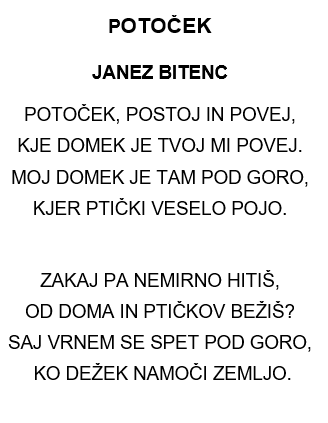 POTOČEK
JANEZ BITENC
POTOČEK, POSTOJ IN POVEJ,
KJE DOMEK JE TVOJ MI POVEJ.
MOJ DOMEK JE TAM POD GORO,
KJER PTIČKI VESELO POJO.
ZAKAJ PA NEMIRNO HITIŠ,
OD DOMA IN PTIČKOV BEŽIŠ?
SAJ VRNEM SE SPET POD GORO,
KO DEŽEK NAMOČI ZEMLJO.